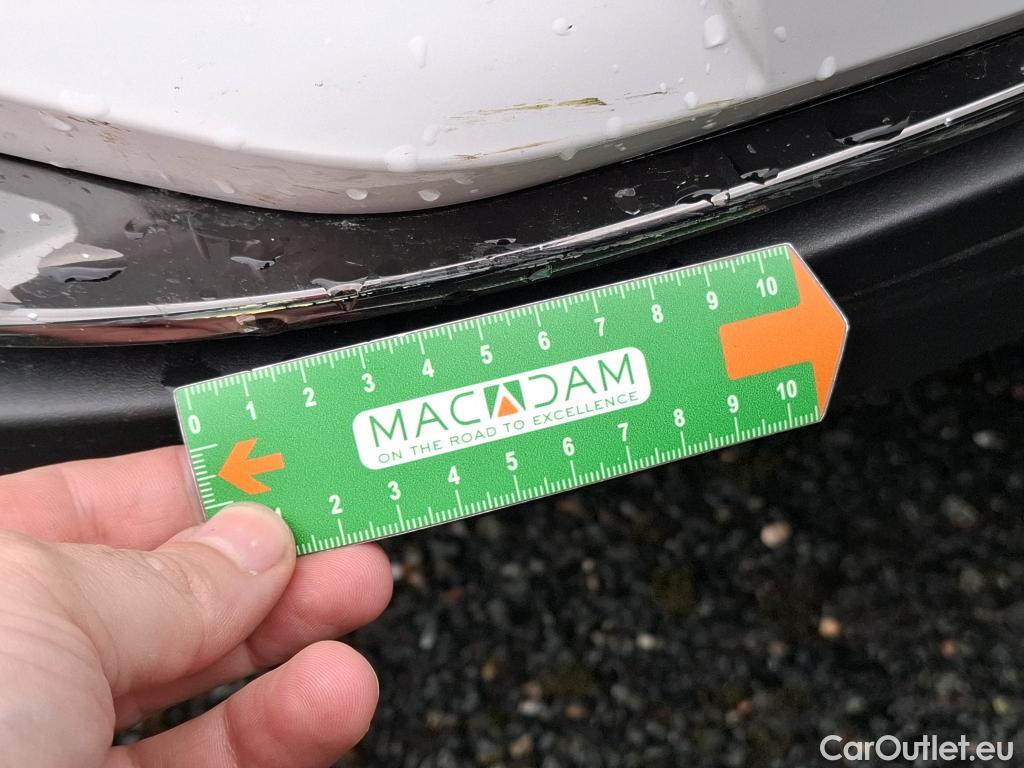 0 1 2 3 4 5 6 7 8 9 10
MACADAM
ON THE ROAD TO EXCELLENCE
2 3 4 5 6 7 8 9 10
CarOutlet.eu